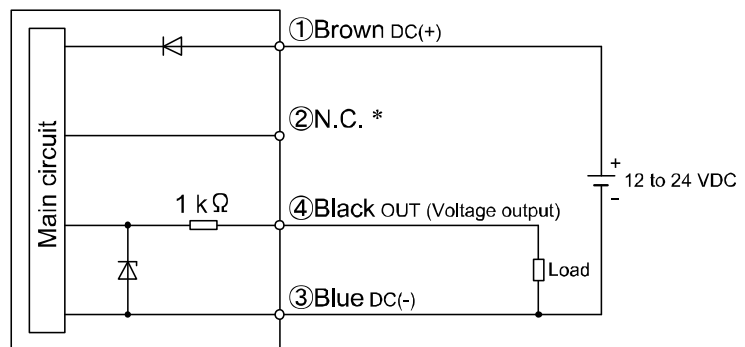 ①Brown DC(+)
②N.C. *
Main circuit
+
12 to 24 VDC
−
1 kΩ
④Black OUT (Voltage output)
Load
③Blue DC(-)